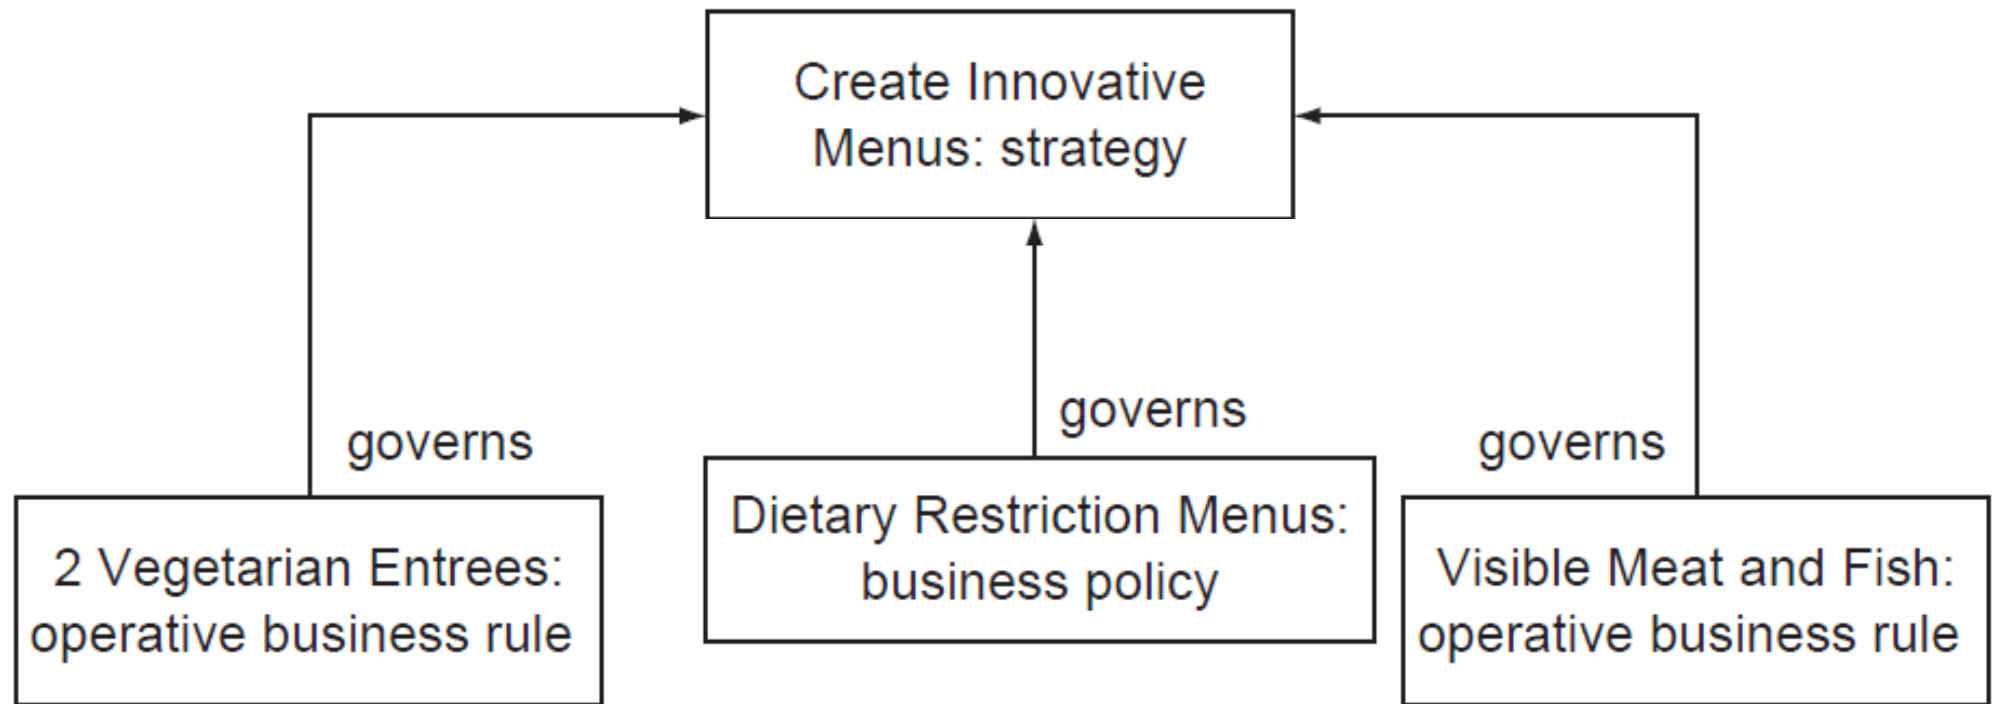 Create Innovative
Menus: strategy
governs
governs
governs
2 Vegetarian Entrees:
operative business rule
Dietary Restriction Menus:
business policy
Visible Meat and Fish:
operative business rule